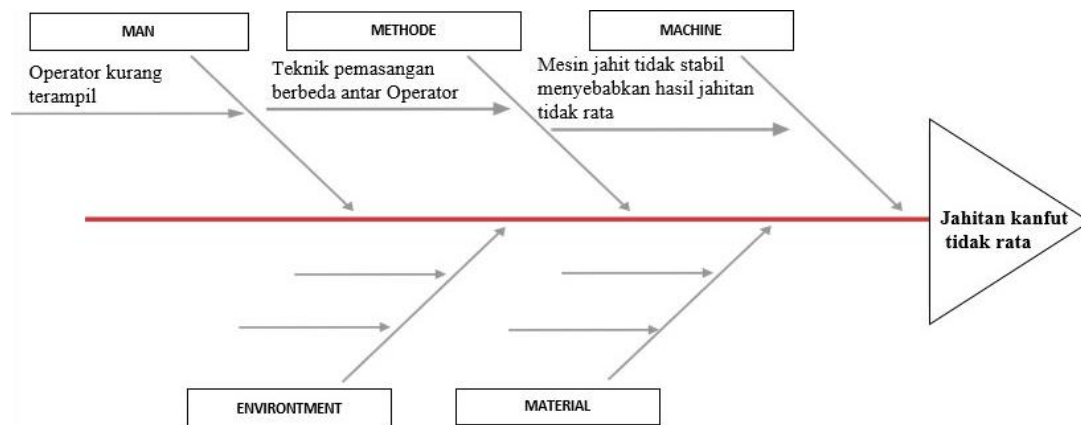 MAN
METHODE
MACHINE
Operator kurang
terampil
Teknik pemasangan
berbeda antar Operator
Mesin jahit tidak stabil
menyebabkan hasil jahitan
tidak rata
Jahitan kanfut
tidak rata
ENVIRONTMENT
MATERIAL